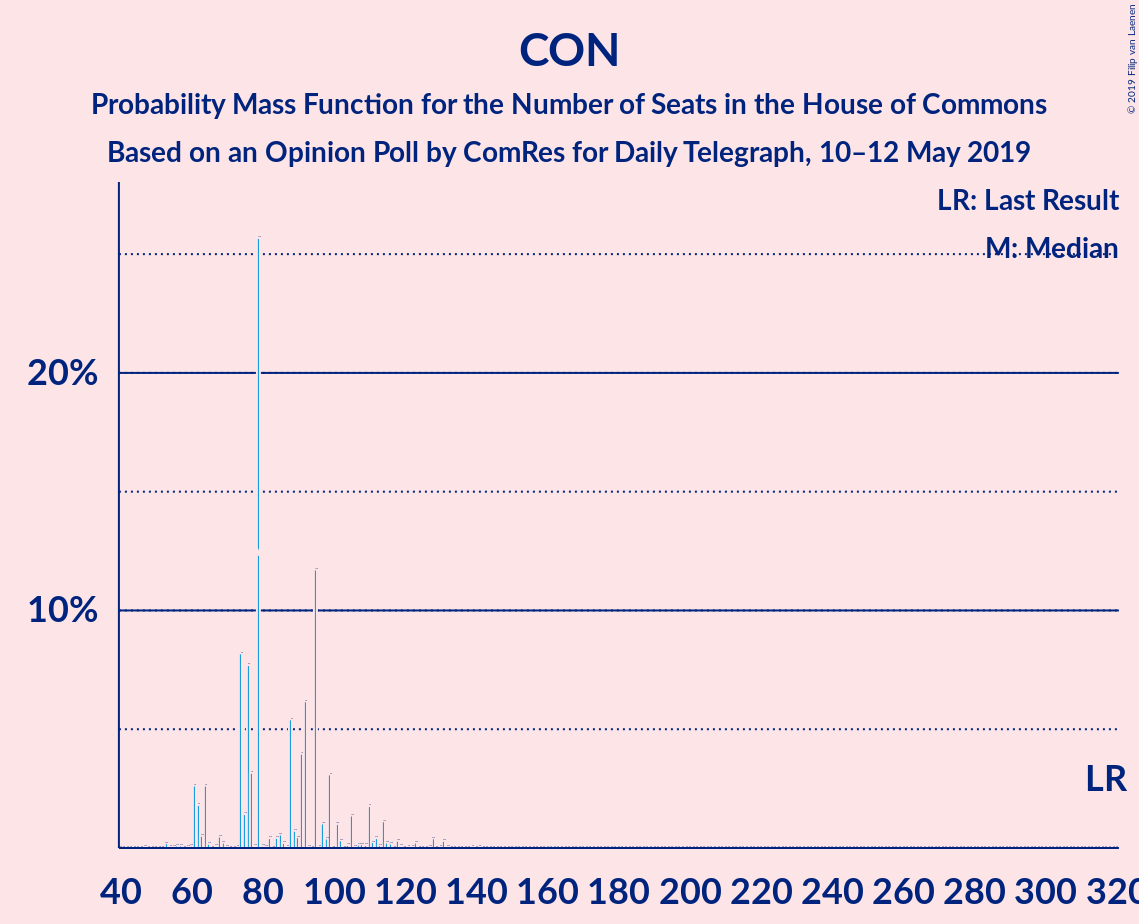 CON
Probability Mass Function for the Number of Seats in the House of Commons
Based on an Opinion Poll by ComRes for Daily Telegraph, 10–12 May 2019
© 2019 Filip van Laenen
LR: Last Result
M: Median
20%
10%
LR
40 60 80 100 120 140 160 180 200 220 240 260 280 300 320